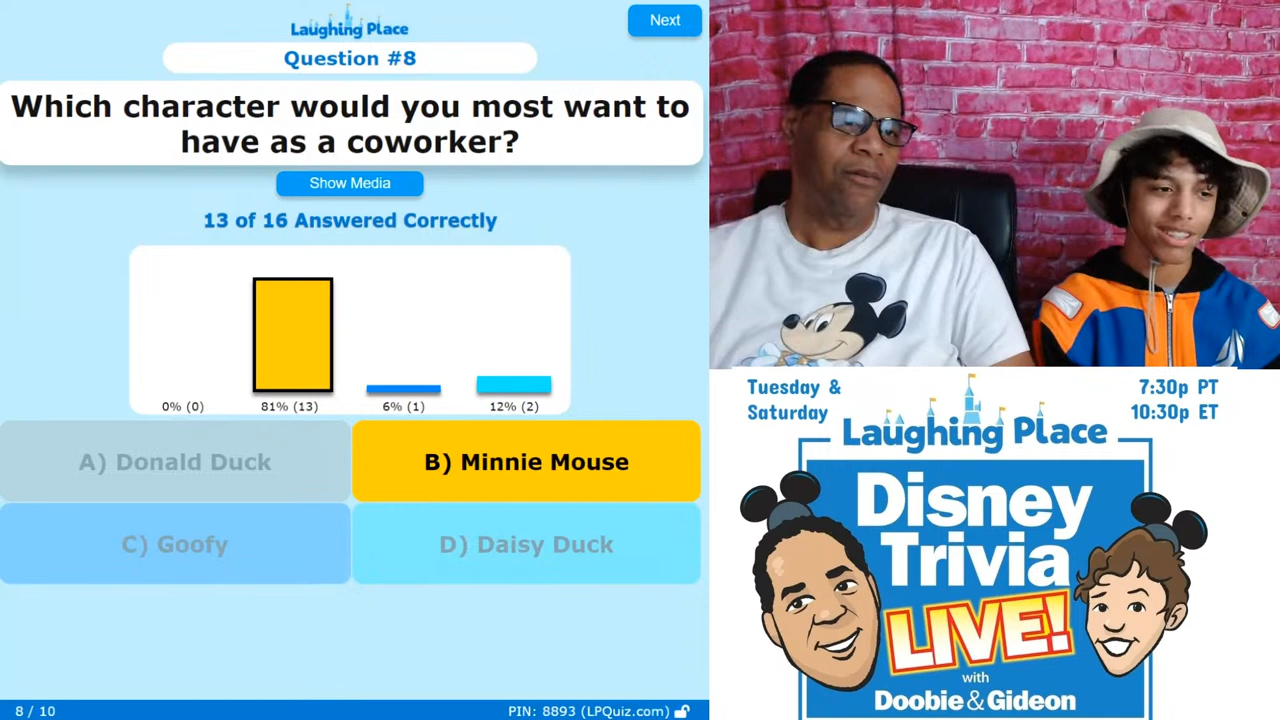 Laughing Place
Next
Question #8
Which character would you most want to
have as a coworker?
Show Media
13 of 16 Answered Correctly
0% (0)
81% (13)
6% (1)
12% (2)
A) Donald Duck
B) Minnie Mouse
C) Goofy
D) Daisy Duck
8 / 10
PIN: 8893 (LPQuiz.com)
Tuesday &
Saturday
7:30p PT
10:30p ET
Laughing Place
Disney
Trivia
LIVE!
with
Doobie & Gideon